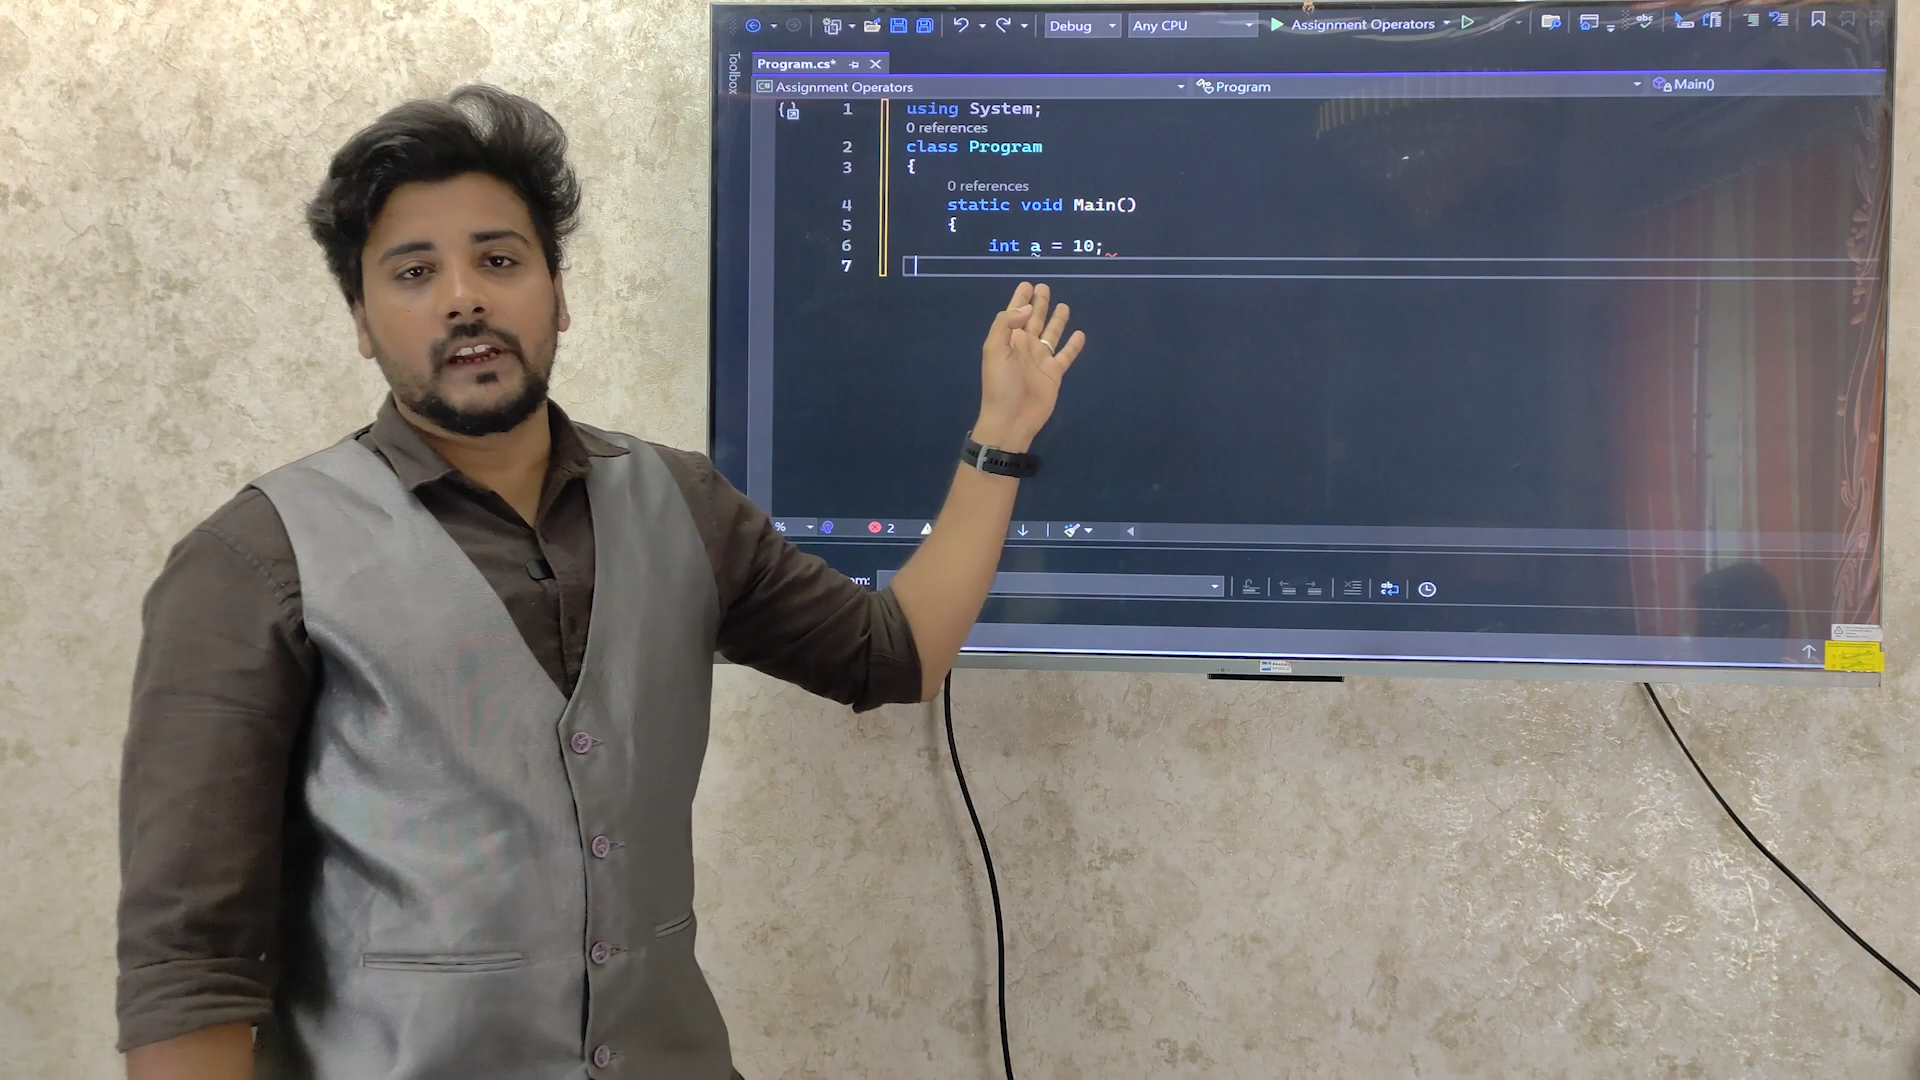 Debug
Any CPU
Assignment Operators
Toolbox
Program.cs*
C# Assignment Operators
Program
Main()
1 using System;
0 references
2 class Program
3 {
0 references
4 static void Main()
5 {
6 int a = 10;
7
%
2
om: